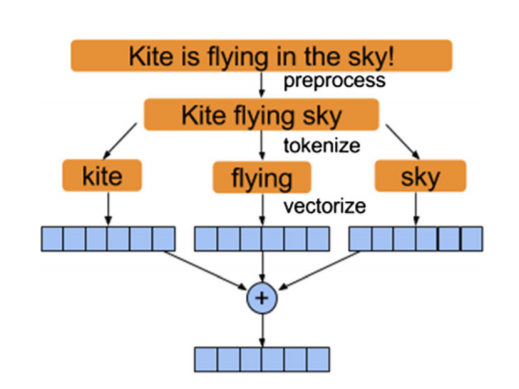 Kite is flying in the sky!
preprocess
Kite flying sky
tokenize
kite
flying
sky
vectorize
+